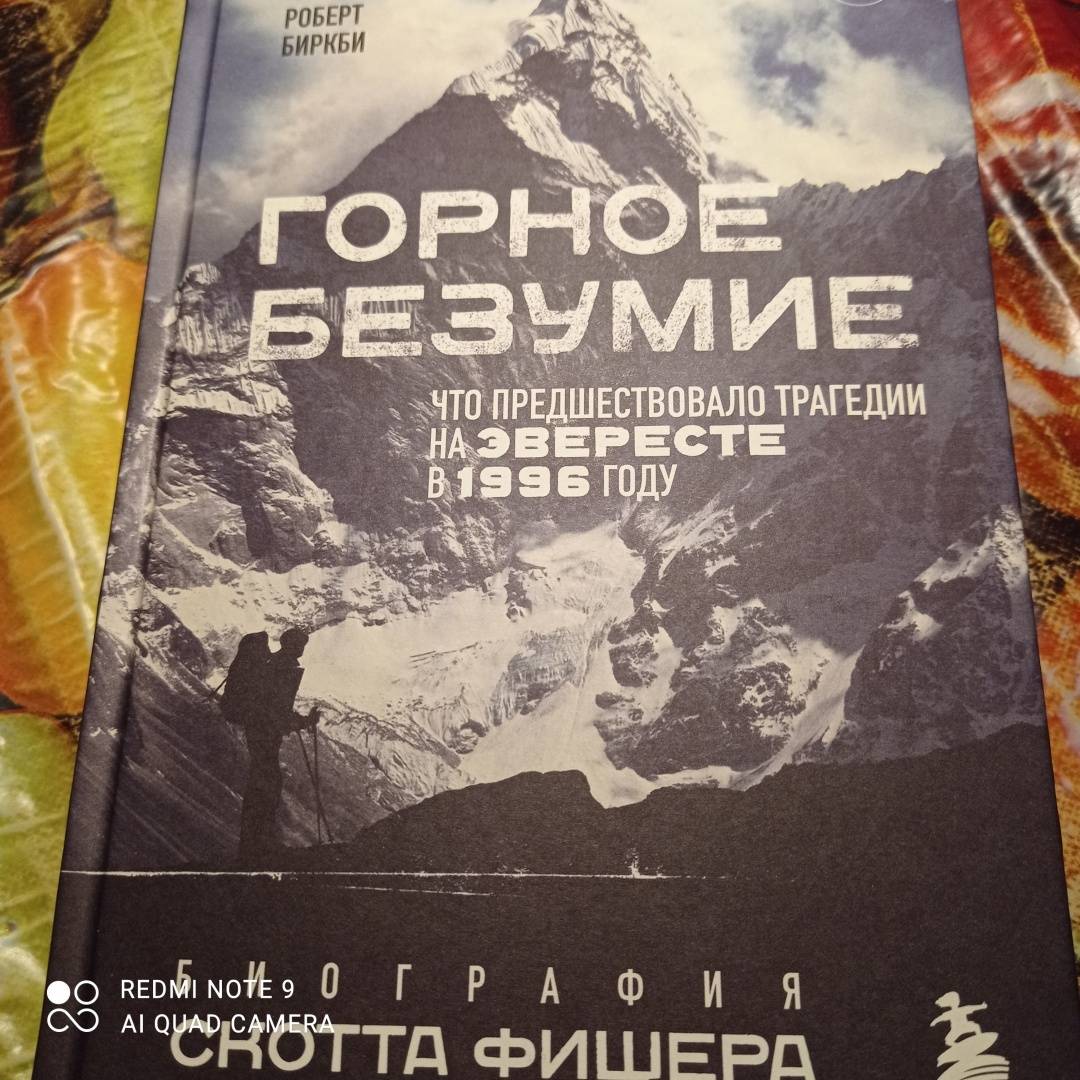 РОБЕРТ
БИРКБИ
ГОРНОЕ
БЕЗУМИЕ
ЧТО ПРЕДШЕСТВОВАЛО ТРАГЕДИИ
НА ЭВЕРЕСТЕ
В 1996 ГОДУ
БИОГРАФИЯ
СКОТТА ФИШЕРА
REDMI NOTE 9
AI QUAD CAMERA